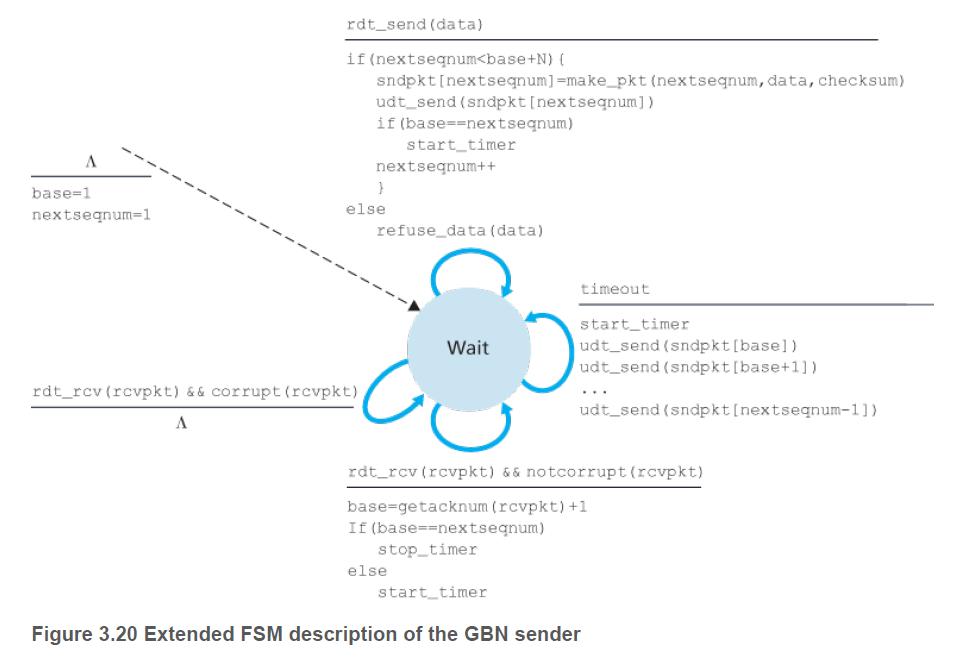 rdt_send(data)
if(nextseqnum<base+N){
sndpkt[nextseqnum]=make_pkt(nextseqnum,data,checksum)
udt_send(sndpkt[nextseqnum])
if(base==nextseqnum)
start_timer
nextseqnum++
}
else
refuse_data(data)
Λ
base=1
nextseqnum=1
Wait
timeout
start_timer
udt_send(sndpkt[base])
udt_send(sndpkt[base+1])
...
udt_send(sndpkt[nextseqnum-1])
rdt_rcv(rcvpkt) && corrupt(rcvpkt)
Λ
rdt_rcv(rcvpkt) && notcorrupt(rcvpkt)
base=getacknum(rcvpkt)+1
If(base==nextseqnum)
stop_timer
else
start_timer
Figure 3.20 Extended FSM description of the GBN sender